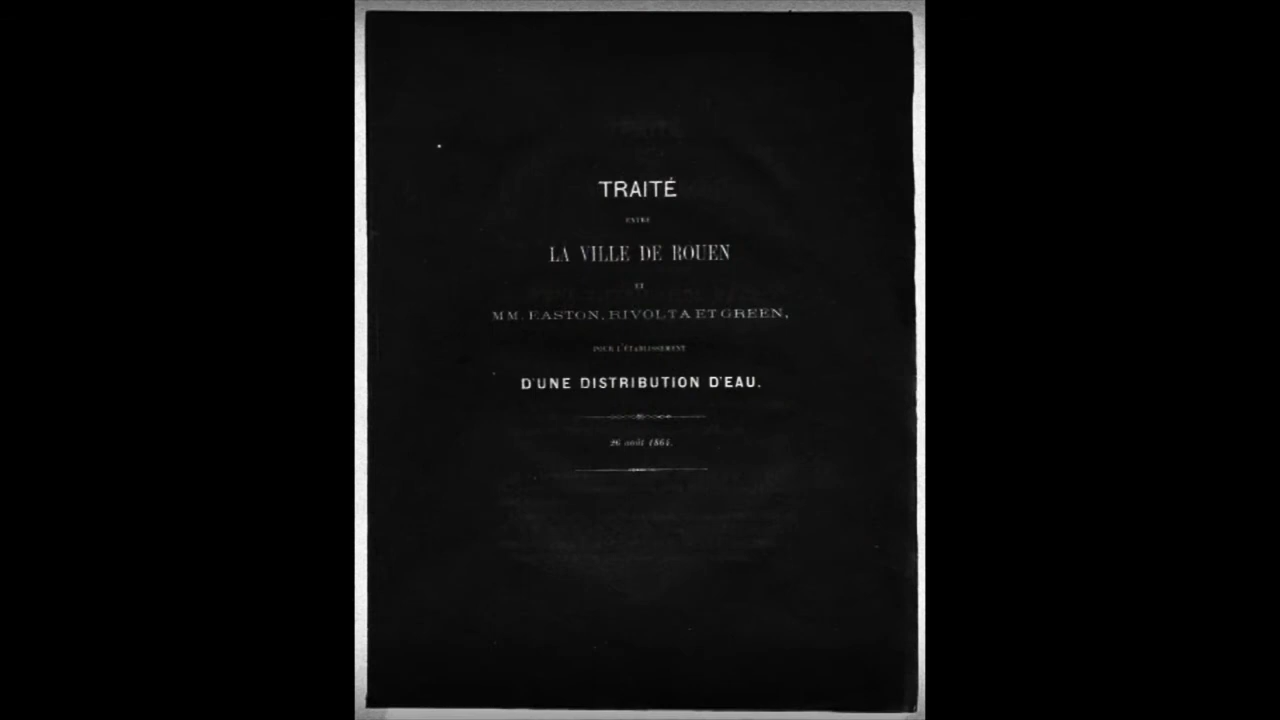 TRAITÉ
ENTRE
LA VILLE DE ROUEN
ET
MM. EASTON, RIVOLTA ET GREEN,
POUR L'ÉTABLISSEMENT
D'UNE DISTRIBUTION D'EAU.
26 août 1864.